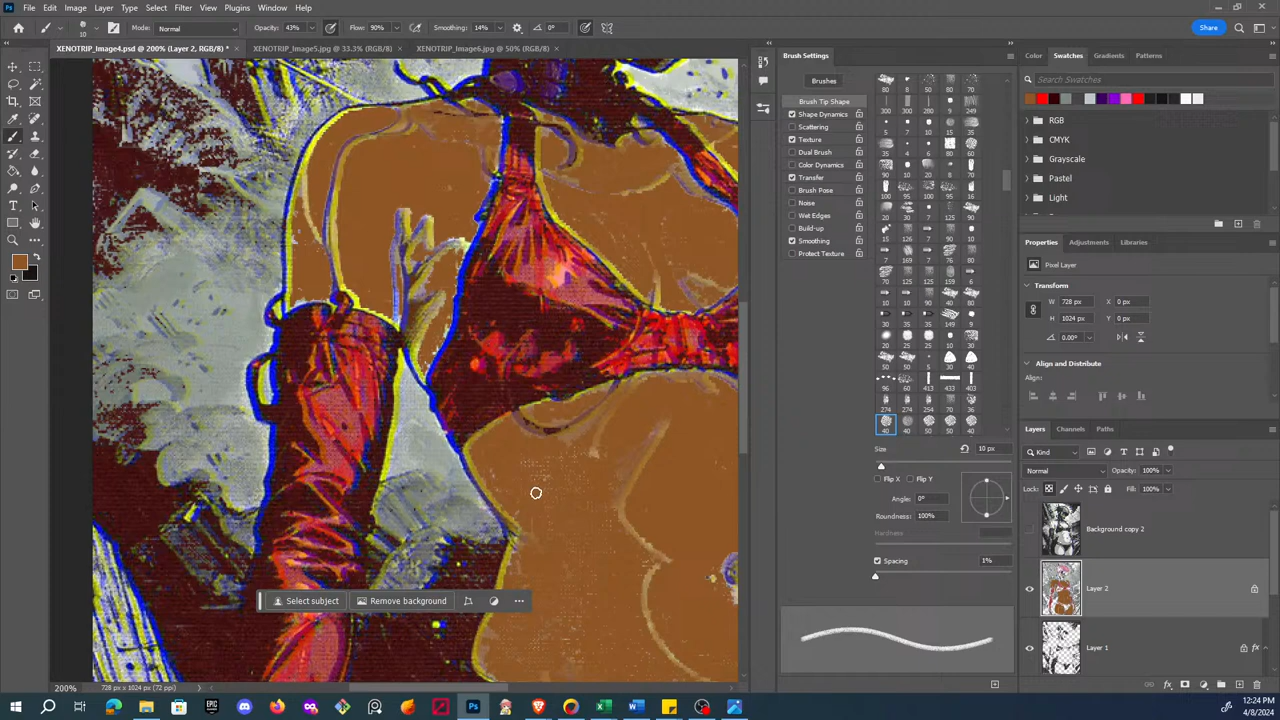 File Edit Image Layer Type Select Filter View Plugins Window Help
10 Mode: Normal Opacity: 43% Flow: 90% Smoothing: 14% 0° Share
XENOTRIP_Image4.psd @ 200% (Layer 2, RGB/8) * × XENOTRIP_Image5.jpg @ 33.3% (RGB/8) × XENOTRIP_Image6.jpg @ 50% (RGB/8) ×
Brush Settings
Brushes
Brush Tip Shape
Shape Dynamics
Scattering
Texture
Dual Brush
Color Dynamics
Transfer
Brush Pose
Noise
Wet Edges
Build-up
Smoothing
Protect Texture
Size 10 px
Flip X Flip Y
Angle: 0°
Roundness: 100%
Hardness
Spacing 1%
Color Swatches Gradients Patterns
Search Swatches
RGB
CMYK
Grayscale
Pastel
Light
Properties Adjustments Libraries
Pixel Layer
Transform
W: 728 px X: 0 px
H: 1024 px Y: 0 px
0.00°
Align and Distribute
Align:
Layers Channels Paths
Kind
Normal Opacity: 100%
Lock: Fill: 100%
Background copy 2
Layer 2
Layer 1
Select subject Remove background
200% 728 px x 1024 px (72 ppi)
12:24 PM
4/8/2024